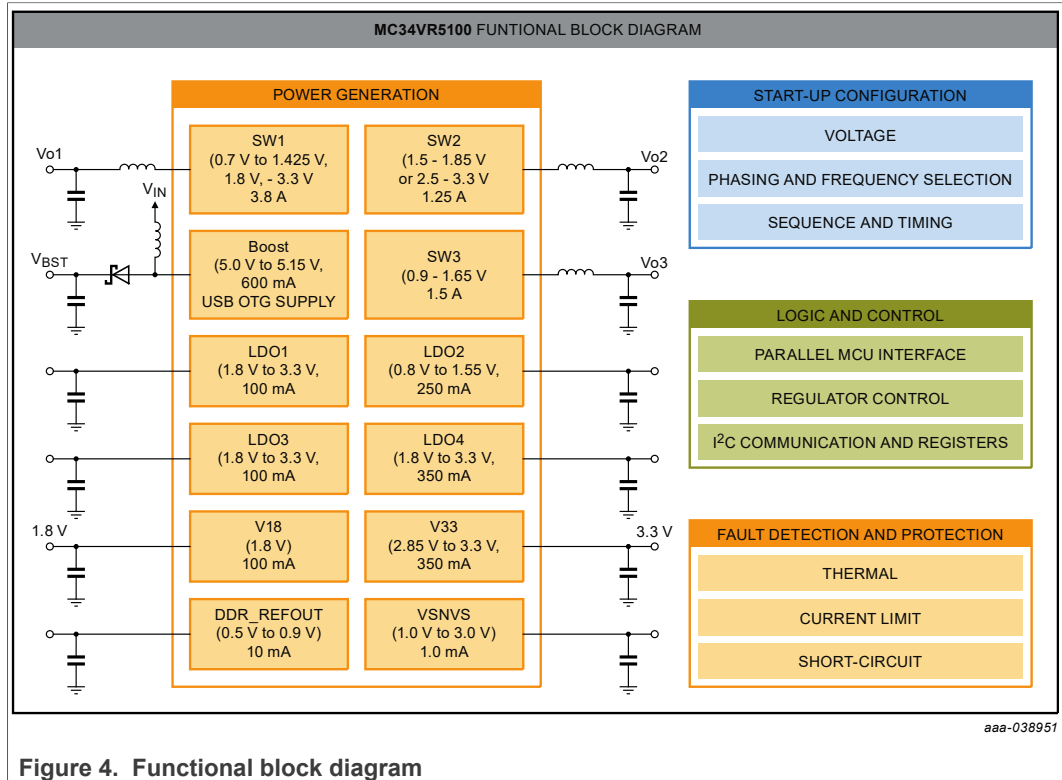 MC34VR5100 FUNTIONAL BLOCK DIAGRAM
POWER GENERATION
SW1
(0.7 V to 1.425 V,
1.8 V, - 3.3 V
3.8 A
SW2
(1.5 - 1.85 V
or 2.5 - 3.3 V
1.25 A
Vo1
VIN
Vo2
Boost
(5.0 V to 5.15 V,
600 mA
USB OTG SUPPLY
SW3
(0.9 - 1.65 V
1.5 A
VBST
Vo3
LDO1
(1.8 V to 3.3 V,
100 mA
LDO2
(0.8 V to 1.55 V,
250 mA
LDO3
(1.8 V to 3.3 V,
100 mA
LDO4
(1.8 V to 3.3 V,
350 mA
1.8 V
V18
(1.8 V)
100 mA
V33
(2.85 V to 3.3 V,
350 mA
3.3 V
DDR_REFOUT
(0.5 V to 0.9 V)
10 mA
VSNVS
(1.0 V to 3.0 V)
1.0 mA
START-UP CONFIGURATION
VOLTAGE
PHASING AND FREQUENCY SELECTION
SEQUENCE AND TIMING
LOGIC AND CONTROL
PARALLEL MCU INTERFACE
REGULATOR CONTROL
I2C COMMUNICATION AND REGISTERS
FAULT DETECTION AND PROTECTION
THERMAL
CURRENT LIMIT
SHORT-CIRCUIT
aaa-038951
Figure 4. Functional block diagram